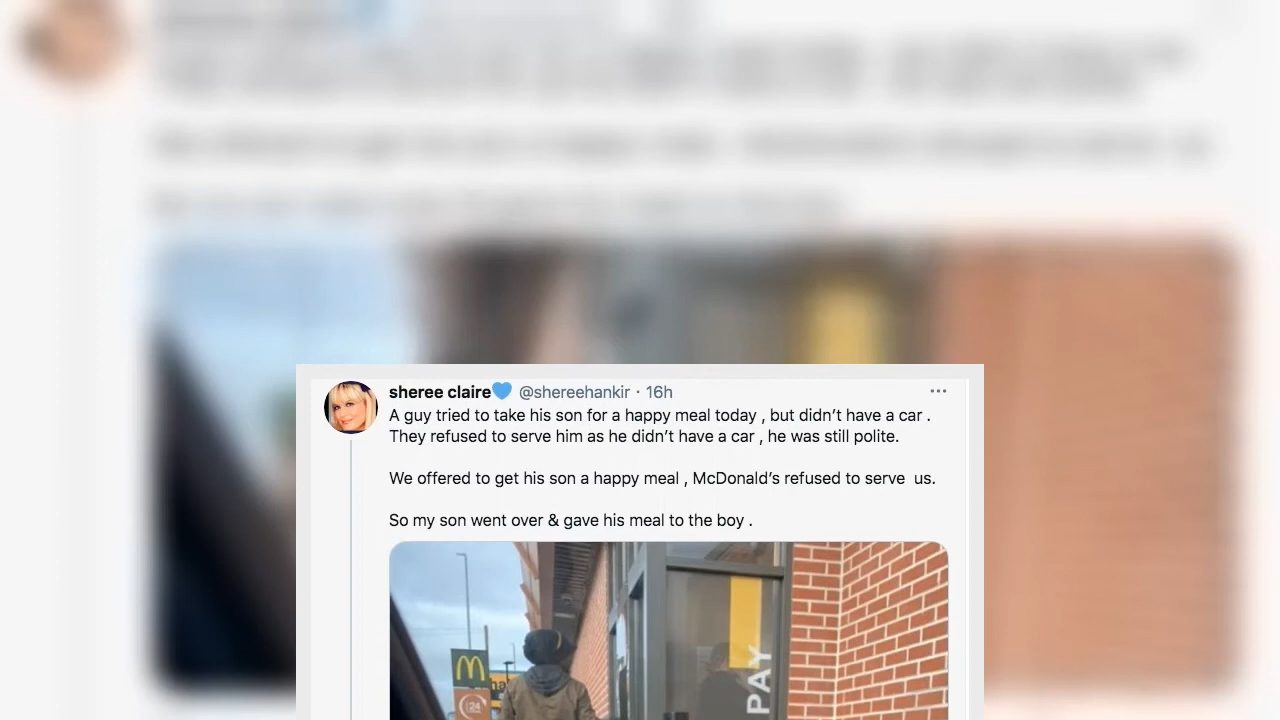 sheree claire💙 @shereehankir · 16h
A guy tried to take his son for a happy meal today , but didn’t have a car .
They refused to serve him as he didn’t have a car , he was still polite.
We offered to get his son a happy meal , McDonald’s refused to serve  us.
So my son went over & gave his meal to the boy .
24
PAY